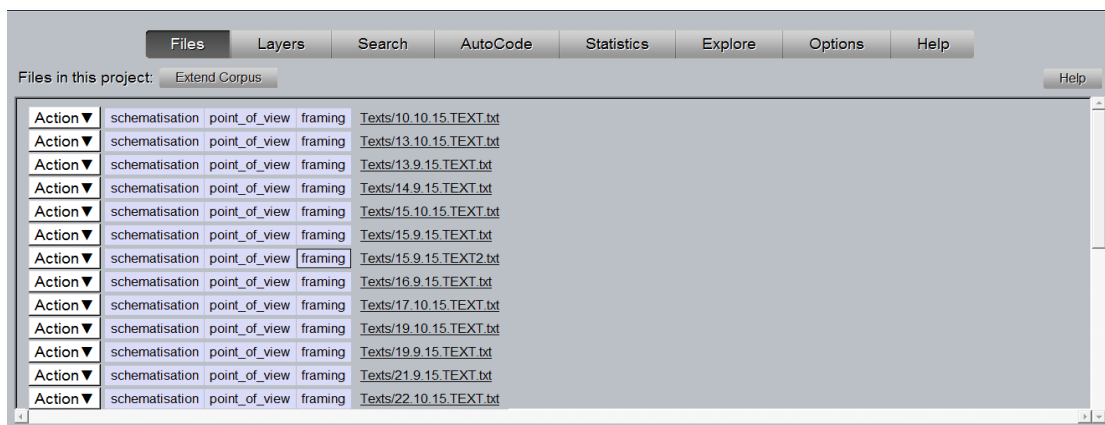 Files Layers Search AutoCode Statistics Explore Options Help
Files in this project: Extend Corpus Help
Action▼ schematisation point_of_view framing Texts/10.10.15.TEXT.txt
Action▼ schematisation point_of_view framing Texts/13.10.15.TEXT.txt
Action▼ schematisation point_of_view framing Texts/13.9.15.TEXT.txt
Action▼ schematisation point_of_view framing Texts/14.9.15.TEXT.txt
Action▼ schematisation point_of_view framing Texts/15.10.15.TEXT.txt
Action▼ schematisation point_of_view framing Texts/15.9.15.TEXT.txt
Action▼ schematisation point_of_view framing Texts/15.9.15.TEXT2.txt
Action▼ schematisation point_of_view framing Texts/16.9.15.TEXT.txt
Action▼ schematisation point_of_view framing Texts/17.10.15.TEXT.txt
Action▼ schematisation point_of_view framing Texts/19.10.15.TEXT.txt
Action▼ schematisation point_of_view framing Texts/19.9.15.TEXT.txt
Action▼ schematisation point_of_view framing Texts/21.9.15.TEXT.txt
Action▼ schematisation point_of_view framing Texts/22.10.15.TEXT.txt